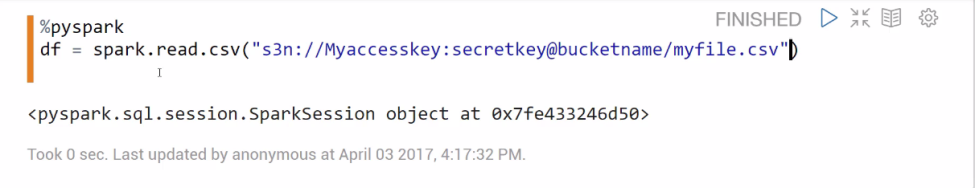 FINISHED
%pyspark
df = spark.read.csv("s3n://Myaccesskey:secretkey@bucketname/myfile.csv")
<pyspark.sql.session.SparkSession object at 0x7fe433246d50>
Took 0 sec. Last updated by anonymous at April 03 2017, 4:17:32 PM.